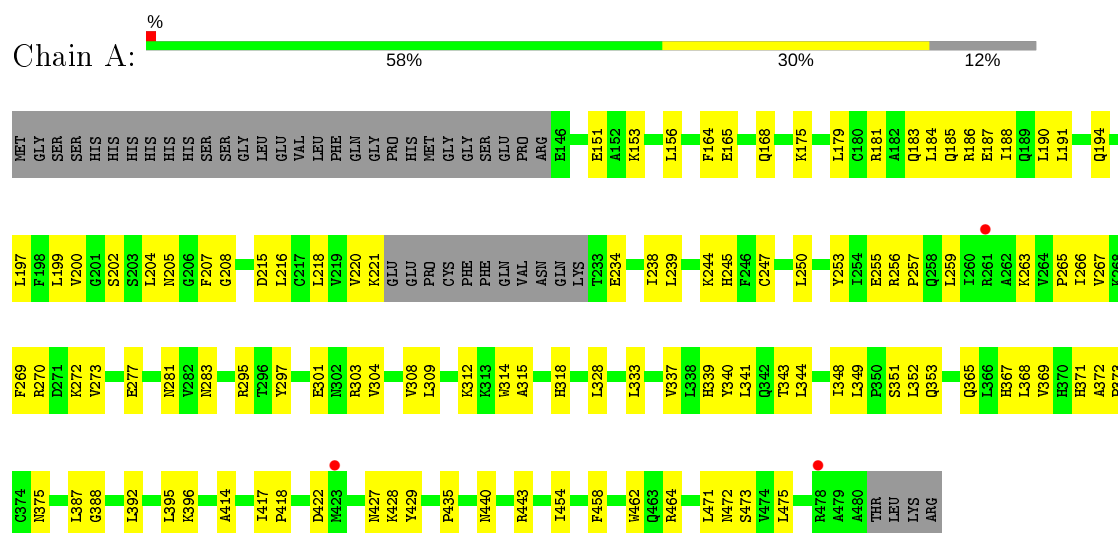 %
Chain A:
58% 30% 12%
MET GLY SER SER HIS HIS HIS HIS HIS HIS SER SER GLY LEU GLU VAL LEU PHE GLN GLY PRO HIS MET GLY GLY SER GLU PRO ARG E146 E151 A152 K153 L156 F164 E165 Q168 K175 L179 C180 R181 A182 Q183 L184 Q185 R186 E187 I188 Q189 L190 L191 Q194
L197 F198 L199 V200 G201 S202 S203 L204 N205 G206 F207 G208 D215 L216 C217 L218 V219 V220 K221 GLU GLU PRO CYS PHE PHE GLN VAL ASN GLN LYS T233 E234 I238 L239 K244 H245 F246 C247 L250 Y253 I254 E255 R256 P257 Q258 L259 I260 R261 A262 K263 V264 P265 I266 V267 K268
F269 R270 D271 K272 V273 E277 N281 V282 N283 R295 T296 Y297 E301 N302 R303 V304 V308 L309 K312 K313 W314 A315 H318 L328 L333 V337 L338 H339 Y340 L341 Q342 T343 L344 I348 L349 P350 S351 L352 Q353 Q365 L366 H367 L368 V369 H370 H371 A372 P373
C374 N375 L387 G388 L392 L395 K396 A414 I417 P418 D422 M423 N427 K428 Y429 P435 N440 R443 I454 F458 W462 Q463 R464 L471 N472 S473 V474 L475 R478 A479 A480 THR LEU LYS ARG